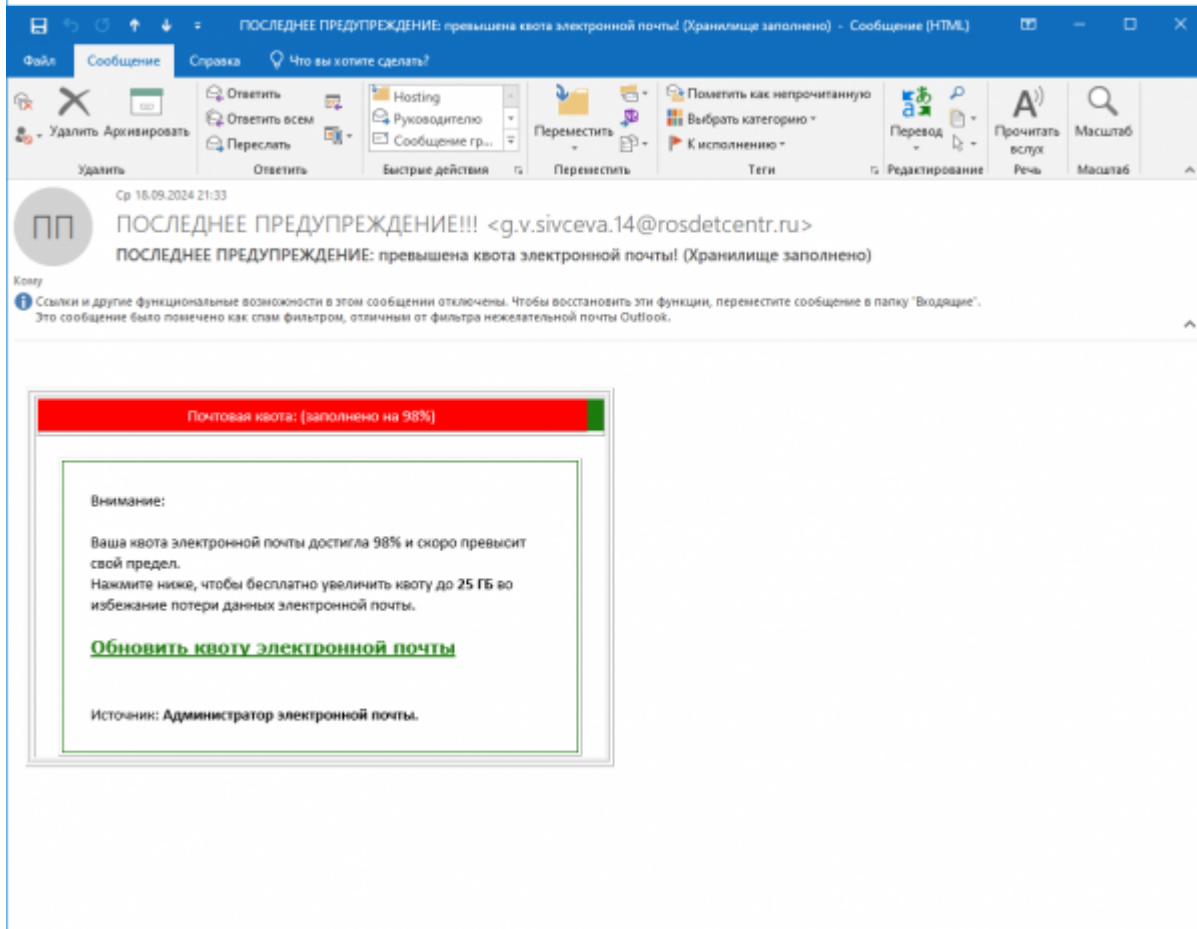 ПОСЛЕДНЕЕ ПРЕДУПРЕЖДЕНИЕ: превышена квота электронной почты! (Хранилище заполнено) - Сообщение (HTML)
Файл Сообщение Справка Что вы хотите сделать?
Удалить Архивировать
Удалить
Ответить
Ответить всем
Переслать
Ответить
Hosting
Руководителю
Сообщение гр...
Быстрые действия
Переместить
Переместить
Пометить как непрочитанную
Выбрать категорию
К исполнению
Теги
Перевод
Редактирование
Прочитать
вслух
Речь
Масштаб
Масштаб
Ср 18.09.2024 21:33
ПП
ПОСЛЕДНЕЕ ПРЕДУПРЕЖДЕНИЕ!!! <g.v.sivceva.14@rosdetcentr.ru>
ПОСЛЕДНЕЕ ПРЕДУПРЕЖДЕНИЕ: превышена квота электронной почты! (Хранилище заполнено)
Кому
Ссылки и другие функциональные возможности в этом сообщении отключены. Чтобы восстановить эти функции, переместите сообщение в папку "Входящие".
Это сообщение было помечено как спам фильтром, отличным от фильтра нежелательной почты Outlook.
Почтовая квота: (заполнено на 98%)
Внимание:
Ваша квота электронной почты достигла 98% и скоро превысит
свой предел.
Нажмите ниже, чтобы бесплатно увеличить квоту до 25 ГБ во
избежание потери данных электронной почты.
Обновить квоту электронной почты
Источник: Администратор электронной почты.